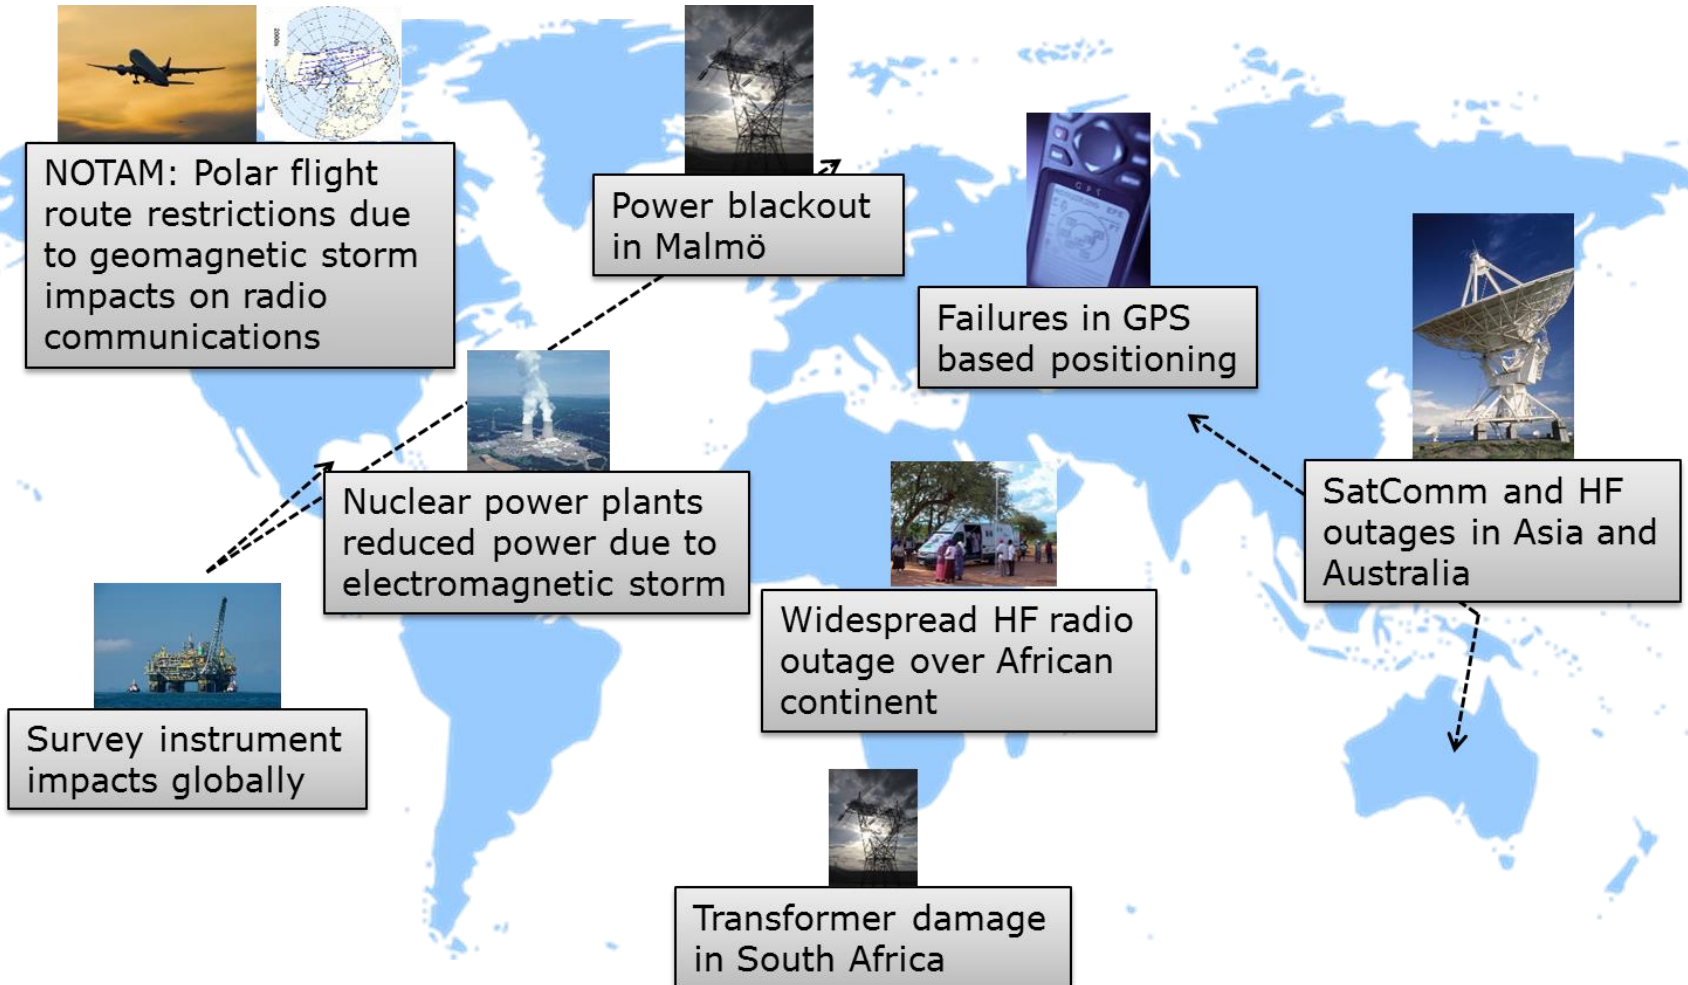 2000s
NOTAM: Polar flight
route restrictions due
to geomagnetic storm
impacts on radio
communications
Power blackout
in Malmö
GPS
Failures in GPS
based positioning
Nuclear power plants
reduced power due to
electromagnetic storm
SatComm and HF
outages in Asia and
Australia
Widespread HF radio
outage over African
continent
Survey instrument
impacts globally
Transformer damage
in South Africa